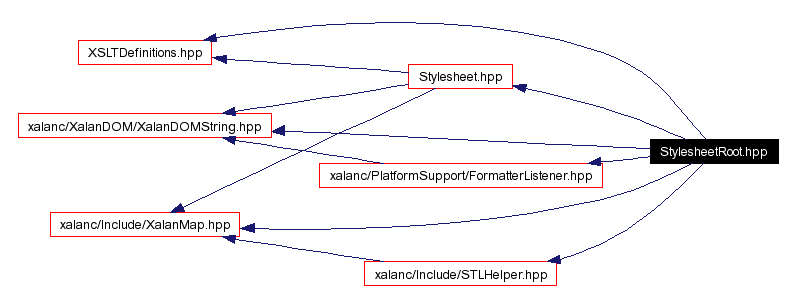 XSLTDefinitions.hpp
Stylesheet.hpp
xalanc/XalanDOM/XalanDOMString.hpp
StylesheetRoot.hpp
xalanc/PlatformSupport/FormatterListener.hpp
xalanc/Include/XalanMap.hpp
xalanc/Include/STLHelper.hpp